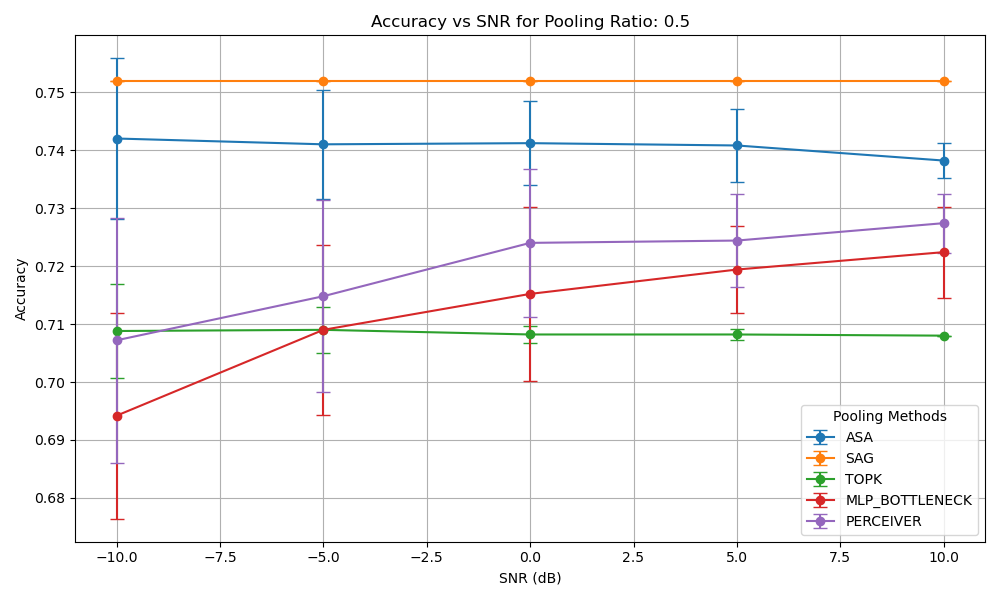 Accuracy vs SNR for Pooling Ratio: 0.5
Accuracy
0.75
0.74
0.73
0.72
0.71
0.70
0.69
0.68
−10.0 −7.5 −5.0 −2.5 0.0 2.5 5.0 7.5 10.0
SNR (dB)
Pooling Methods
ASA
SAG
TOPK
MLP_BOTTLENECK
PERCEIVER